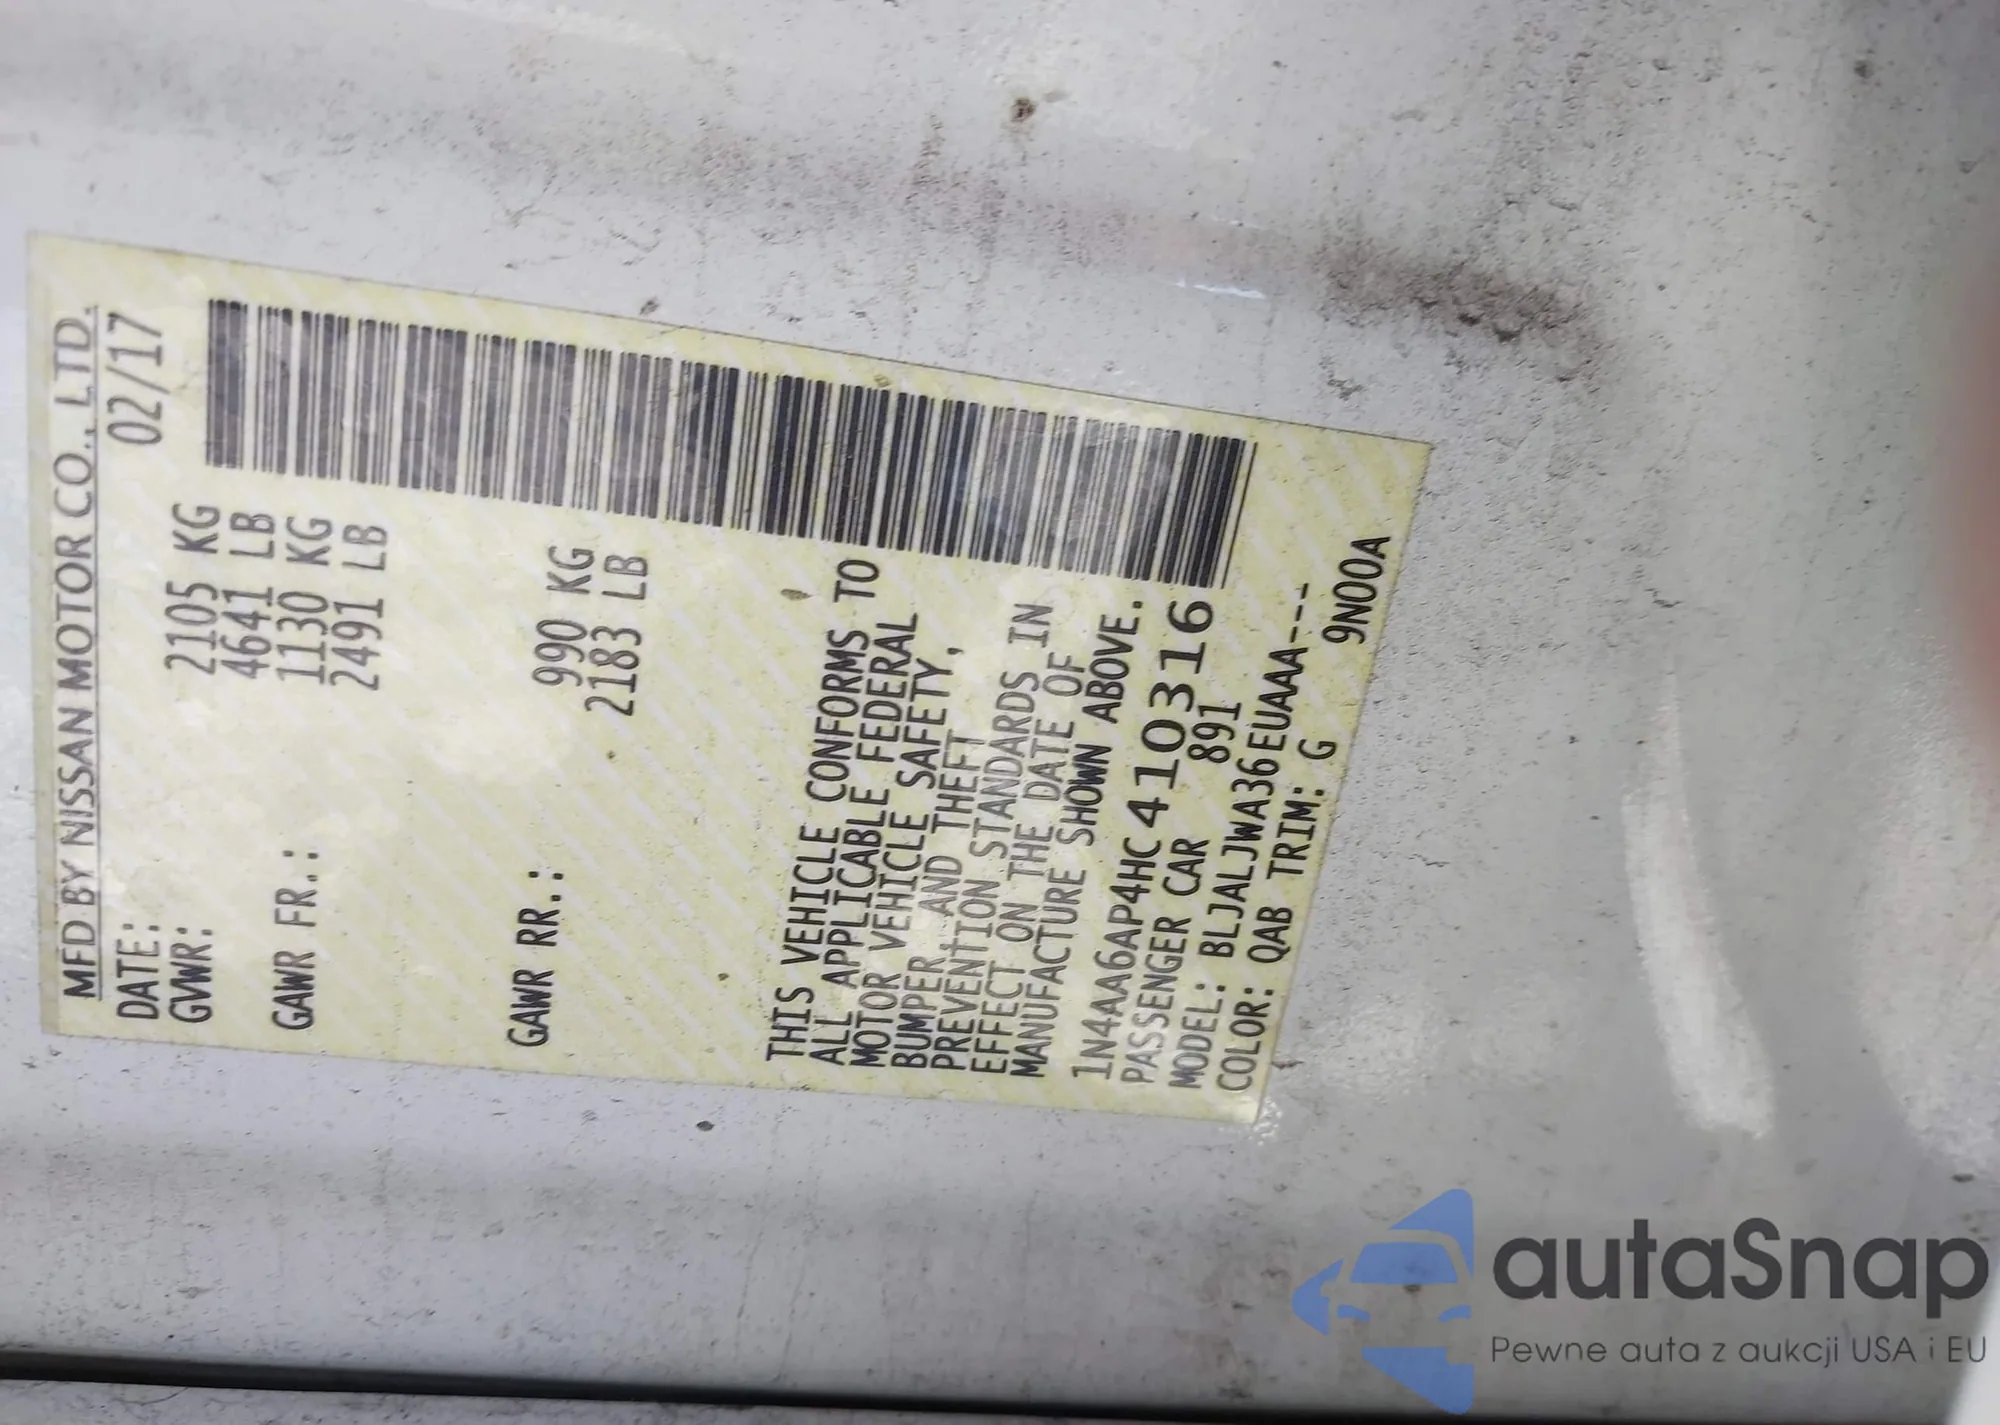 MFD BY NISSAN MOTOR CO., LTD.
DATE: 02/17
GVWR: 2105 KG
4641 LB
GAWR FR.: 1130 KG
2491 LB
GAWR RR.: 990 KG
2183 LB
THIS VEHICLE CONFORMS TO
ALL APPLICABLE FEDERAL
MOTOR VEHICLE SAFETY,
BUMPER, AND THEFT
PREVENTION STANDARDS IN
EFFECT ON THE DATE OF
MANUFACTURE SHOWN ABOVE.
1N4AA6AP4HC410316
PASSENGER CAR 891
MODEL: BLJALJWA36EUAAA---
COLOR: QAB TRIM: G 9N00A
autaSnap
Pewne auta z aukcji USA i EU